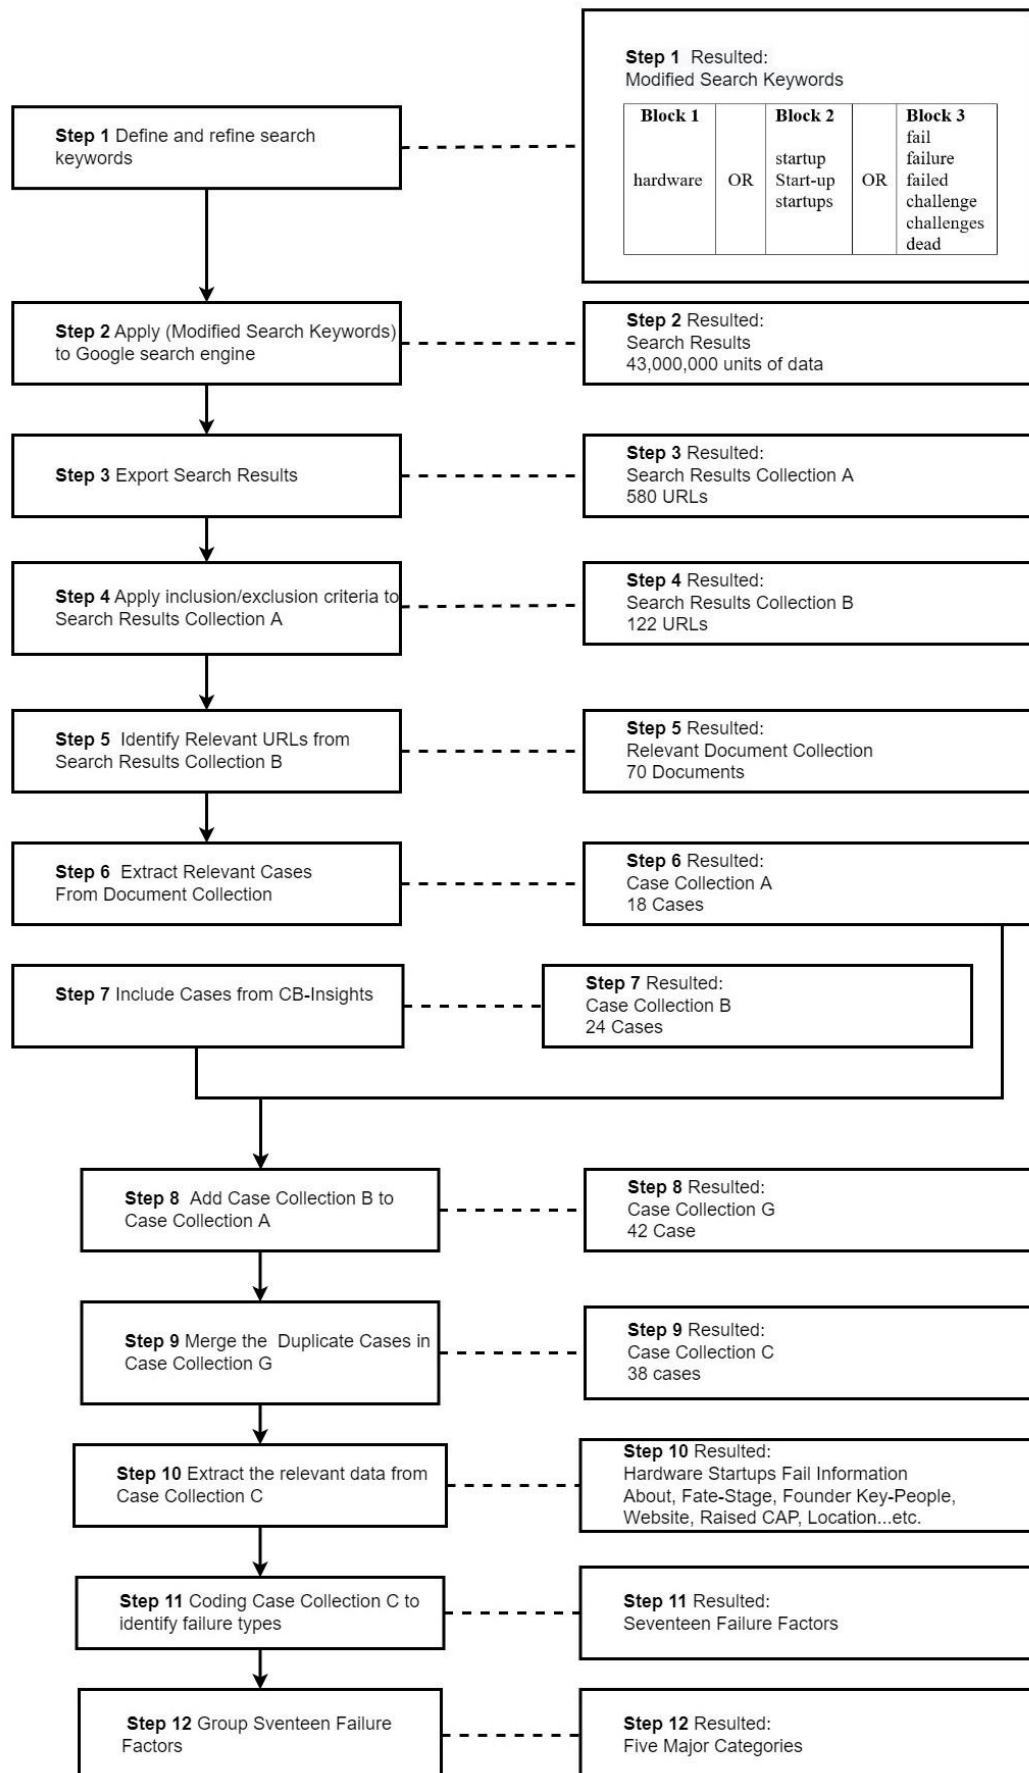 Step 1 Define and refine search
keywords
Step 1 Resulted:
Modified Search Keywords
Block 1
hardware
OR
Block 2
startup
Start-up
startups
OR
Block 3
fail
failure
failed
challenge
challenges
dead
Step 2 Apply (Modified Search Keywords)
to Google search engine
Step 2 Resulted:
Search Results
43,000,000 units of data
Step 3 Export Search Results
Step 3 Resulted:
Search Results Collection A
580 URLs
Step 4 Apply inclusion/exclusion criteria to
Search Results Collection A
Step 4 Resulted:
Search Results Collection B
122 URLs
Step 5 Identify Relevant URLs from
Search Results Collection B
Step 5 Resulted:
Relevant Document Collection
70 Documents
Step 6 Extract Relevant Cases
From Document Collection
Step 6 Resulted:
Case Collection A
18 Cases
Step 7 Include Cases from CB-Insights
Step 7 Resulted:
Case Collection B
24 Cases
Step 8 Add Case Collection B to
Case Collection A
Step 8 Resulted:
Case Collection G
42 Case
Step 9 Merge the Duplicate Cases in
Case Collection G
Step 9 Resulted:
Case Collection C
38 cases
Step 10 Extract the relevant data from
Case Collection C
Step 10 Resulted:
Hardware Startups Fail Information
About, Fate-Stage, Founder Key-People,
Website, Raised CAP, Location...etc.
Step 11 Coding Case Collection C to
identify failure types
Step 11 Resulted:
Seventeen Failure Factors
Step 12 Group Sventeen Failure
Factors
Step 12 Resulted:
Five Major Categories